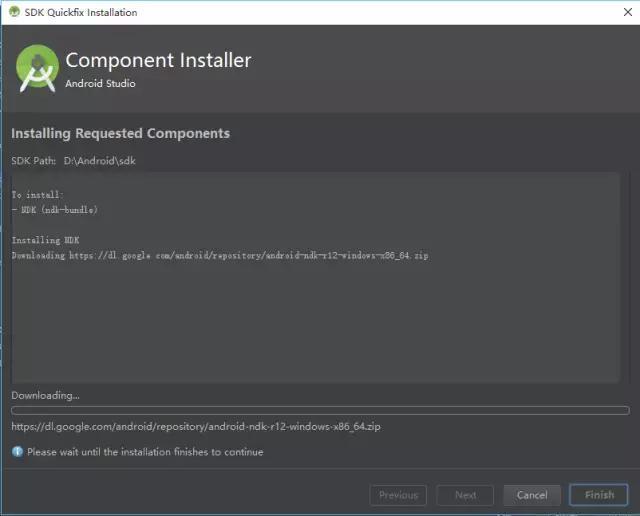 SDK Quickfix Installation
Component Installer
Android Studio
Installing Requested Components
SDK Path: D:\Android\sdk
To install:
- NDK (ndk-bundle)
Installing NDK
Downloading https://dl.google.com/android/repository/android-ndk-r12-windows-x86_64.zip
Downloading...
https://dl.google.com/android/repository/android-ndk-r12-windows-x86_64.zip
Please wait until the installation finishes to continue
Previous Next Cancel Finish